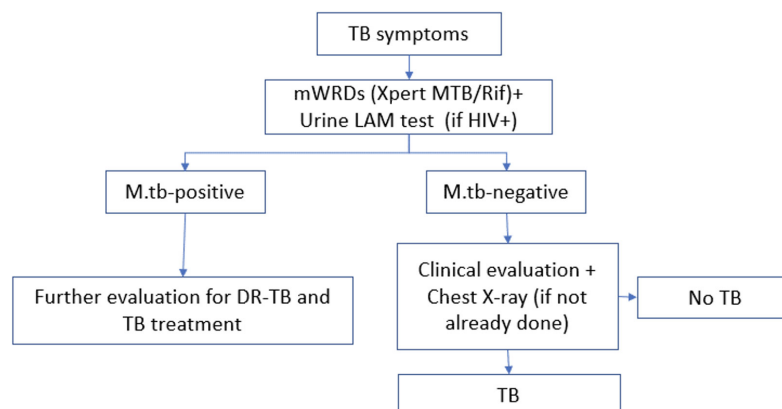 TB symptoms
mWRDs (Xpert MTB/Rif)+
Urine LAM test (if HIV+)
M.tb-positive
M.tb-negative
Further evaluation for DR-TB and
TB treatment
Clinical evaluation +
Chest X-ray (if not
already done)
No TB
TB